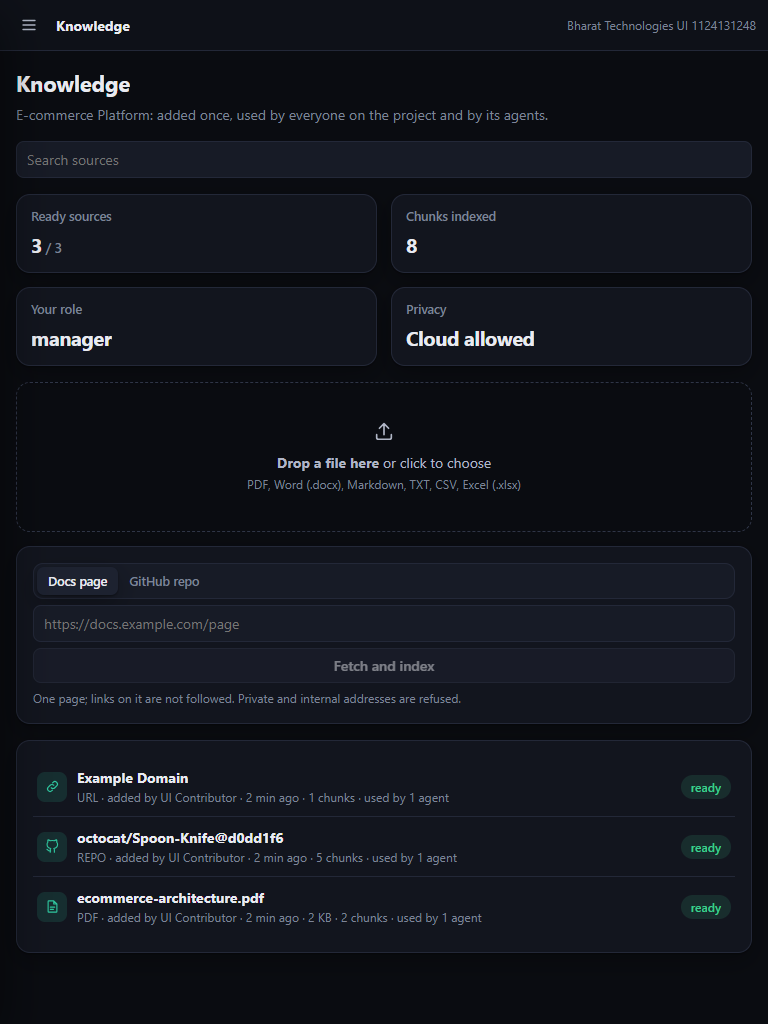 Knowledge
Bharat Technologies UI 1124131248
Knowledge
E-commerce Platform: added once, used by everyone on the project and by its agents.
Search sources
Ready sources
3 / 3
Chunks indexed
8
Your role
manager
Privacy
Cloud allowed
Drop a file here or click to choose
PDF, Word (.docx), Markdown, TXT, CSV, Excel (.xlsx)
Docs page
GitHub repo
https://docs.example.com/page
Fetch and index
One page; links on it are not followed. Private and internal addresses are refused.
Example Domain
URL · added by UI Contributor · 2 min ago · 1 chunks · used by 1 agent
ready
octocat/Spoon-Knife@d0dd1f6
REPO · added by UI Contributor · 2 min ago · 5 chunks · used by 1 agent
ready
ecommerce-architecture.pdf
PDF · added by UI Contributor · 2 min ago · 2 KB · 2 chunks · used by 1 agent
ready